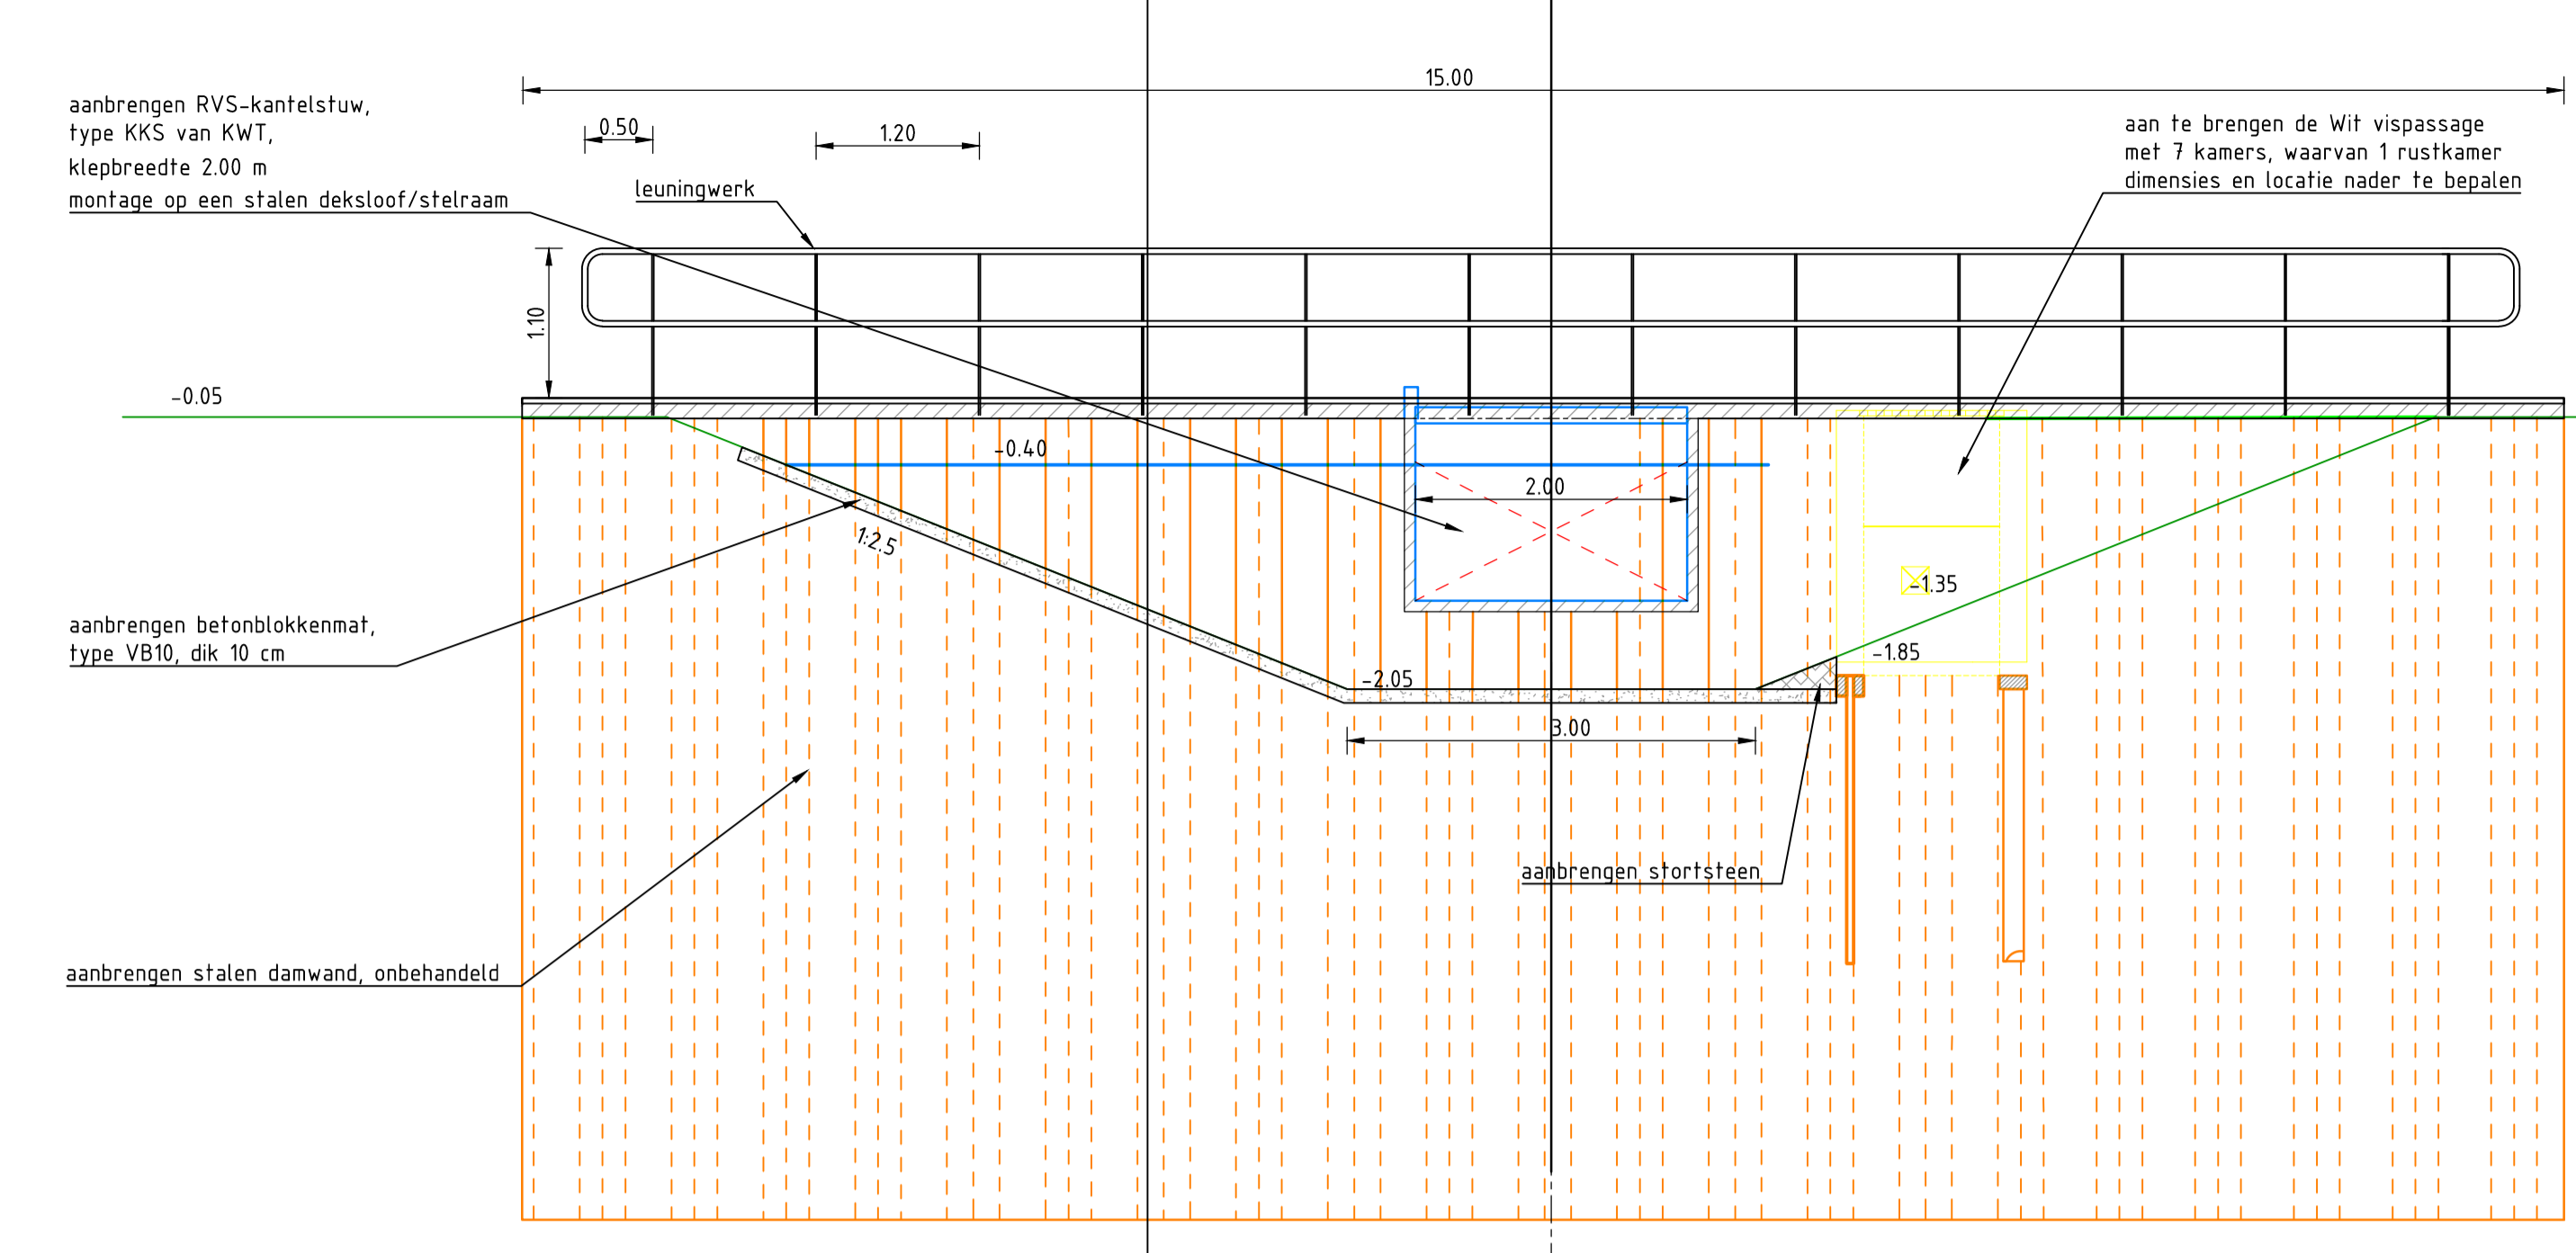 15.00
aanbrengen RVS-kantelstuw,
type KKS van KWT,
klepbreedte 2.00 m
montage op een stalen deksloof/stelraam
0.50
1.20
leuningwerk
aan te brengen de Wit vispassage
met 7 kamers, waarvan 1 rustkamer
dimensies en locatie nader te bepalen
1.10
-0.05
-0.40
2.00
1:2.5
-1.35
aanbrengen betonblokkenmat,
type VB10, dik 10 cm
-1.85
-2.05
3.00
aanbrengen stortsteen
aanbrengen stalen damwand, onbehandeld